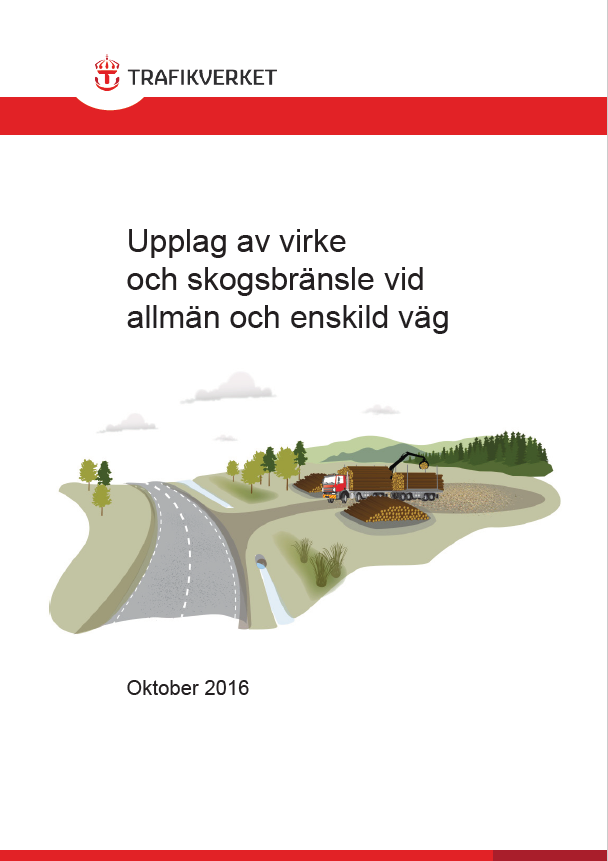 TRAFIKVERKET
Upplag av virke
och skogsbränsle vid
allmän och enskild väg
Oktober 2016